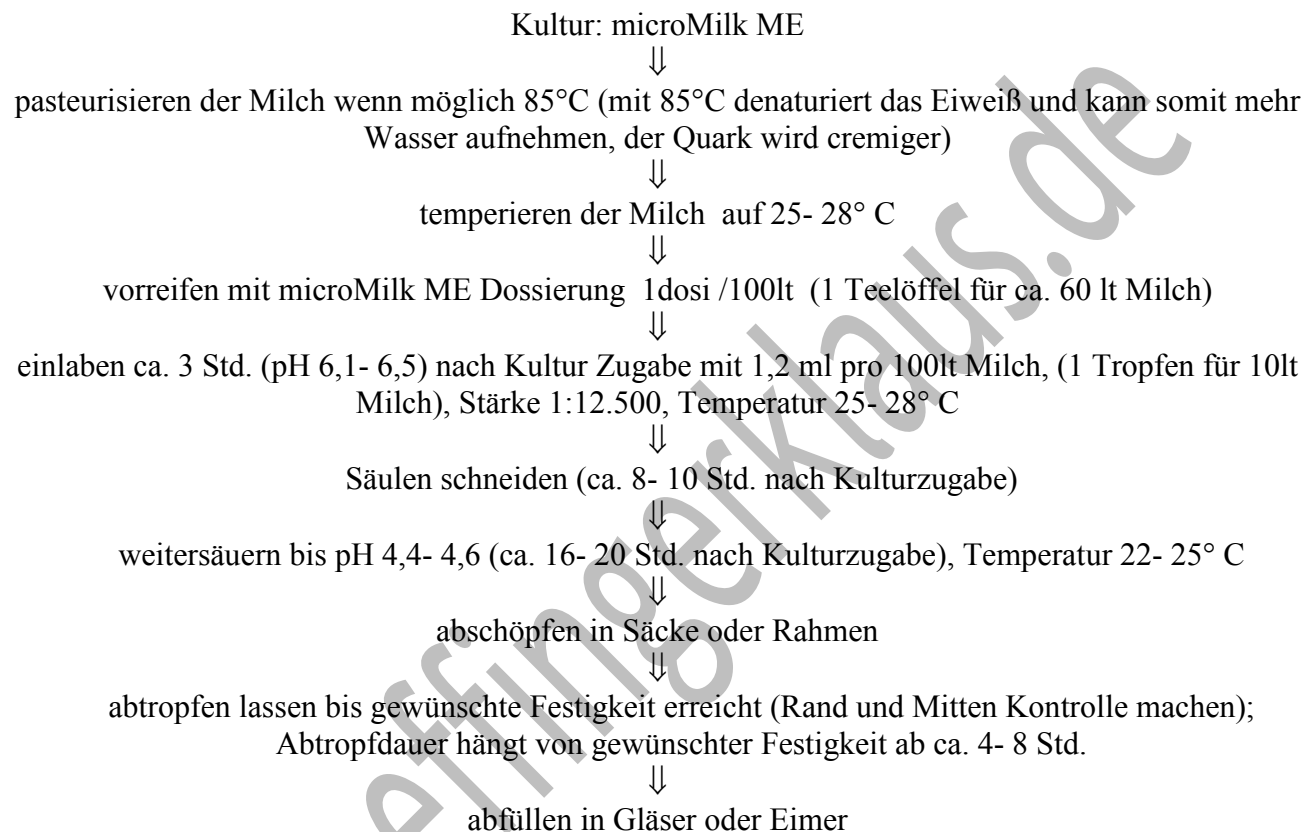 Kultur: microMilk ME
⇓
pasteurisieren der Milch wenn möglich 85°C (mit 85°C denaturiert das Eiweiß und kann somit mehr
Wasser aufnehmen, der Quark wird cremiger)
⇓
temperieren der Milch auf 25- 28° C
⇓
vorreifen mit microMilk ME Dossierung 1dosi /100lt (1 Teelöffel für ca. 60 lt Milch)
⇓
einlaben ca. 3 Std. (pH 6,1- 6,5) nach Kultur Zugabe mit 1,2 ml pro 100lt Milch, (1 Tropfen für 10lt
Milch), Stärke 1:12.500, Temperatur 25- 28° C
⇓
Säulen schneiden (ca. 8- 10 Std. nach Kulturzugabe)
⇓
weitersäuern bis pH 4,4- 4,6 (ca. 16- 20 Std. nach Kulturzugabe), Temperatur 22- 25° C
⇓
abschöpfen in Säcke oder Rahmen
⇓
abtropfen lassen bis gewünschte Festigkeit erreicht (Rand und Mitten Kontrolle machen);
Abtropfdauer hängt von gewünschter Festigkeit ab ca. 4- 8 Std.
⇓
abfüllen in Gläser oder Eimer
effingerklaus.de